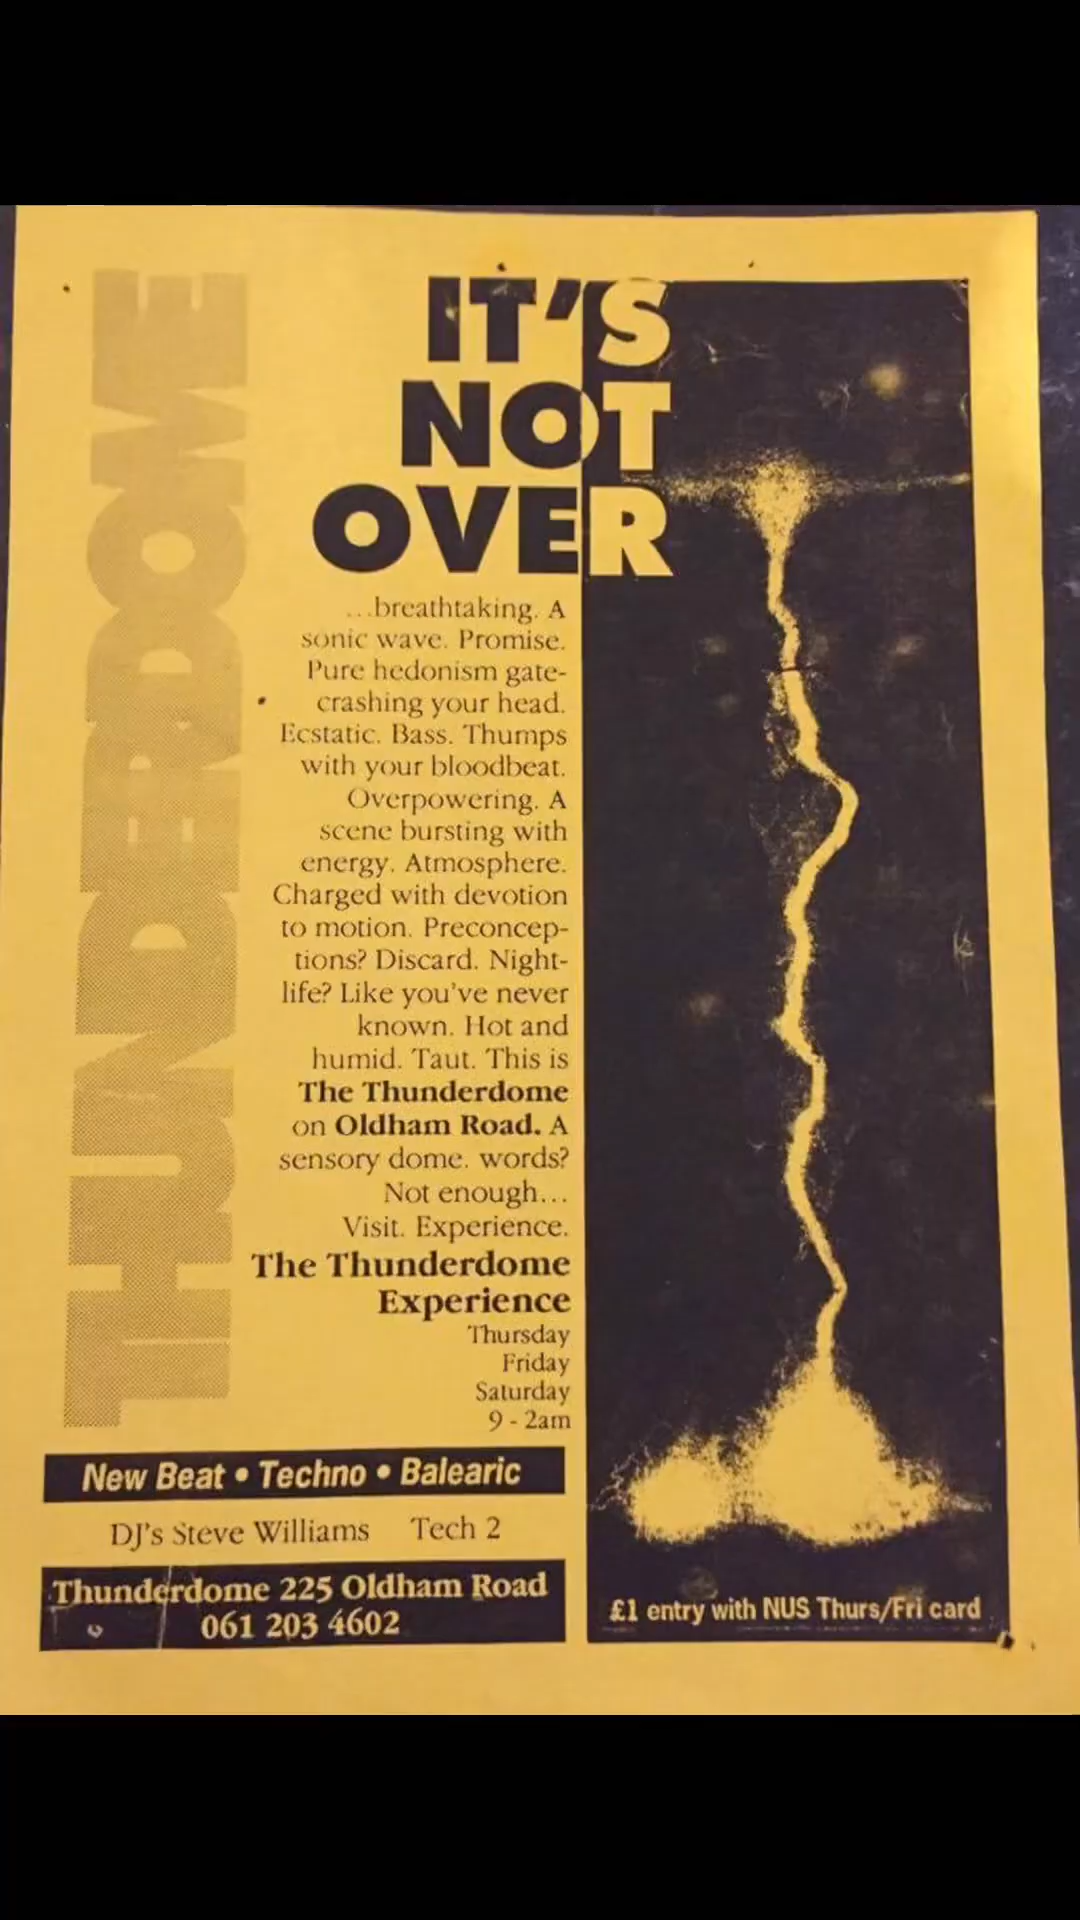 THUNDERDOME
IT'S
NOT
OVER
...breathtaking. A
sonic wave. Promise.
Pure hedonism gate-
crashing your head.
Ecstatic. Bass. Thumps
with your bloodbeat.
Overpowering. A
scene bursting with
energy. Atmosphere.
Charged with devotion
to motion. Preconcep-
tions? Discard. Night-
life? Like you've never
known. Hot and
humid. Taut. This is
The Thunderdome
on Oldham Road. A
sensory dome. words?
Not enough...
Visit. Experience.
The Thunderdome
Experience
Thursday
Friday
Saturday
9 - 2am
New Beat • Techno • Balearic
DJ's Steve Williams Tech 2
Thunderdome 225 Oldham Road
061 203 4602
£1 entry with NUS Thurs/Fri card